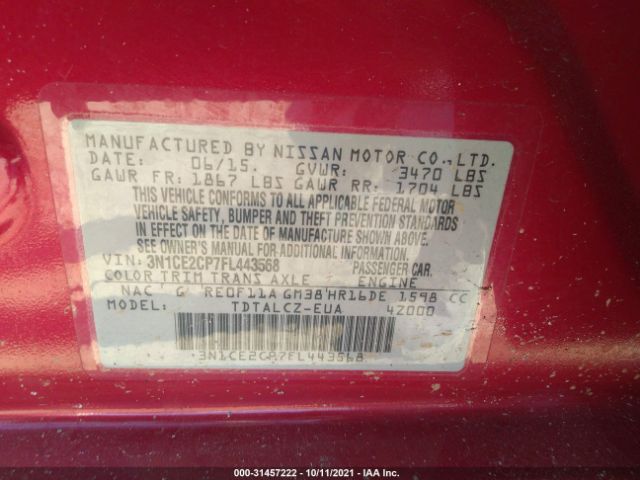 MANUFACTURED BY NISSAN MOTOR CO.,LTD.
DATE: 06/15. GVWR: 3470 LBS
GAWR FR: 1867 LBS GAWR RR: 1704 LBS
THIS VEHICLE CONFORMS TO ALL APPLICABLE FEDERAL MOTOR
VEHICLE SAFETY, BUMPER AND THEFT PREVENTION STANDARDS
IN EFFECT ON THE DATE OF MANUFACTURE SHOWN ABOVE.
SEE OWNER'S MANUAL FOR ADDITIONAL INFORMATION.
VIN: 3N1CE2CP7FL443568 PASSENGER CAR.
COLOR TRIM TRANS AXLE ENGINE
NAC G RE0F11A GM38 HR16DE 1598 CC
MODEL: TDTALCZ-EUA 4Z000
3N1CE2CP7FL443568
000-31457222 - 10/11/2021 - IAA Inc.